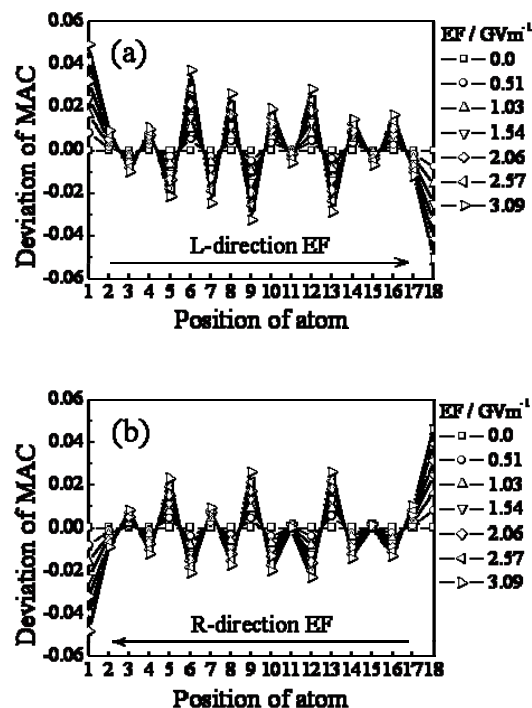 (a)
Deviation of MAC
0.06
0.04
0.02
0.00
-0.02
-0.04
-0.06
L-direction EF
1 2 3 4 5 6 7 8 9 10 11 12 13 14 15 16 17 18
Position of atom
EF / GVm⁻¹
0.0
0.51
1.03
1.54
2.06
2.57
3.09
(b)
Deviation of MAC
0.06
0.04
0.02
0.00
-0.02
-0.04
-0.06
R-direction EF
1 2 3 4 5 6 7 8 9 10 11 12 13 14 15 16 17 18
Position of atom
EF / GVm⁻¹
0.0
0.51
1.03
1.54
2.06
2.57
3.09